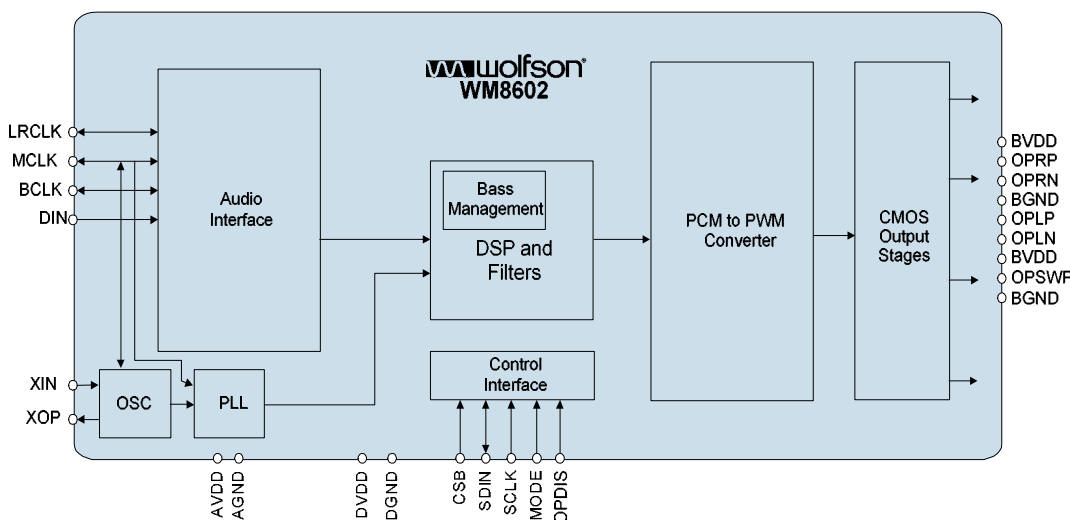 wolfson®
WM8602
LRCLK
MCLK
BCLK
DIN
XIN
XOP
Audio
Interface
OSC
PLL
Bass
Management
DSP and
Filters
Control
Interface
PCM to PWM
Converter
CMOS
Output
Stages
BVDD
OPRP
OPRN
BGND
OPLP
OPLN
BVDD
OPSWF
BGND
AVDD
AGND
DVDD
DGND
CSB
SDIN
SCLK
MODE
OPDIS